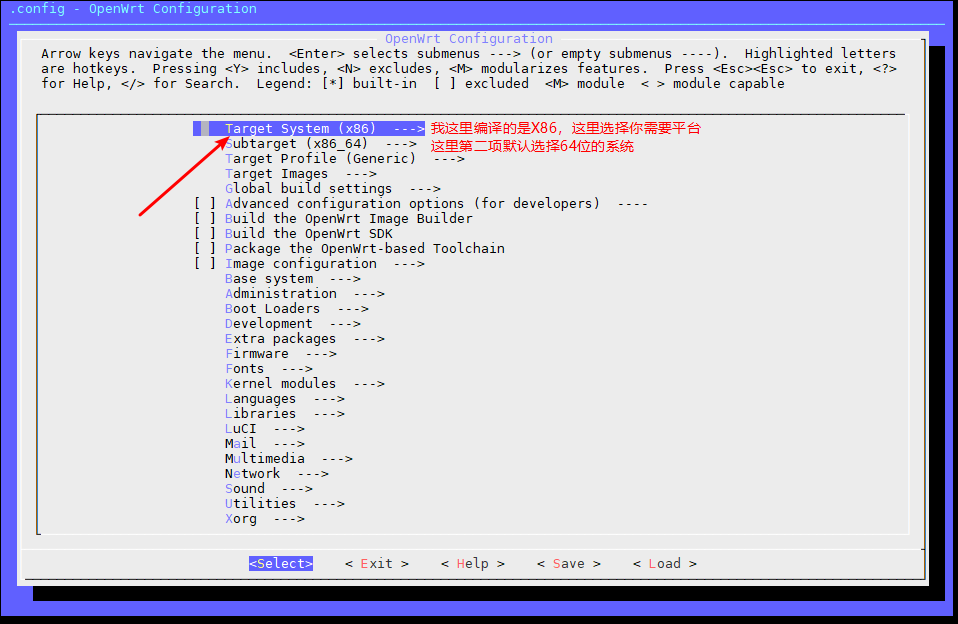 .config - OpenWrt Configuration
OpenWrt Configuration
Arrow keys navigate the menu.  <Enter> selects submenus ---> (or empty submenus ----).  Highlighted letters
are hotkeys.  Pressing <Y> includes, <N> excludes, <M> modularizes features.  Press <Esc><Esc> to exit, <?>
for Help, </> for Search.  Legend: [*] built-in  [ ] excluded  <M> module  < > module capable
Target System (x86)  ---> 我这里编译的是X86，这里选择你需要平台
Subtarget (x86_64)  ---> 这里第二项默认选择64位的系统
Target Profile (Generic)  --->
Target Images  --->
Global build settings  --->
[ ] Advanced configuration options (for developers)  ----
[ ] Build the OpenWrt Image Builder
[ ] Build the OpenWrt SDK
[ ] Package the OpenWrt-based Toolchain
[ ] Image configuration  --->
Base system  --->
Administration  --->
Boot Loaders  --->
Development  --->
Extra packages  --->
Firmware  --->
Fonts  --->
Kernel modules  --->
Languages  --->
Libraries  --->
LuCI  --->
Mail  --->
Multimedia  --->
Network  --->
Sound  --->
Utilities  --->
Xorg  --->
<Select>    < Exit >    < Help >    < Save >    < Load >